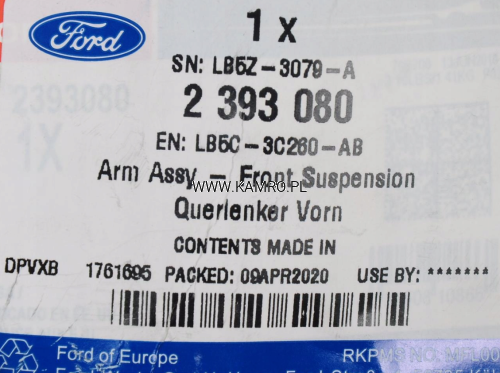 Ford
1 x
SN: LB5Z-3079-A
2393080
1X
2 393 080
EN: LB5C-3C260-AB
Arm Assy - Front Suspension
WWW.KAMRO.PL
Querlenker Vorn
CONTENTS MADE IN
DPVXB 1761695 PACKED: 09APR2020 USE BY: *******
Ford of Europe